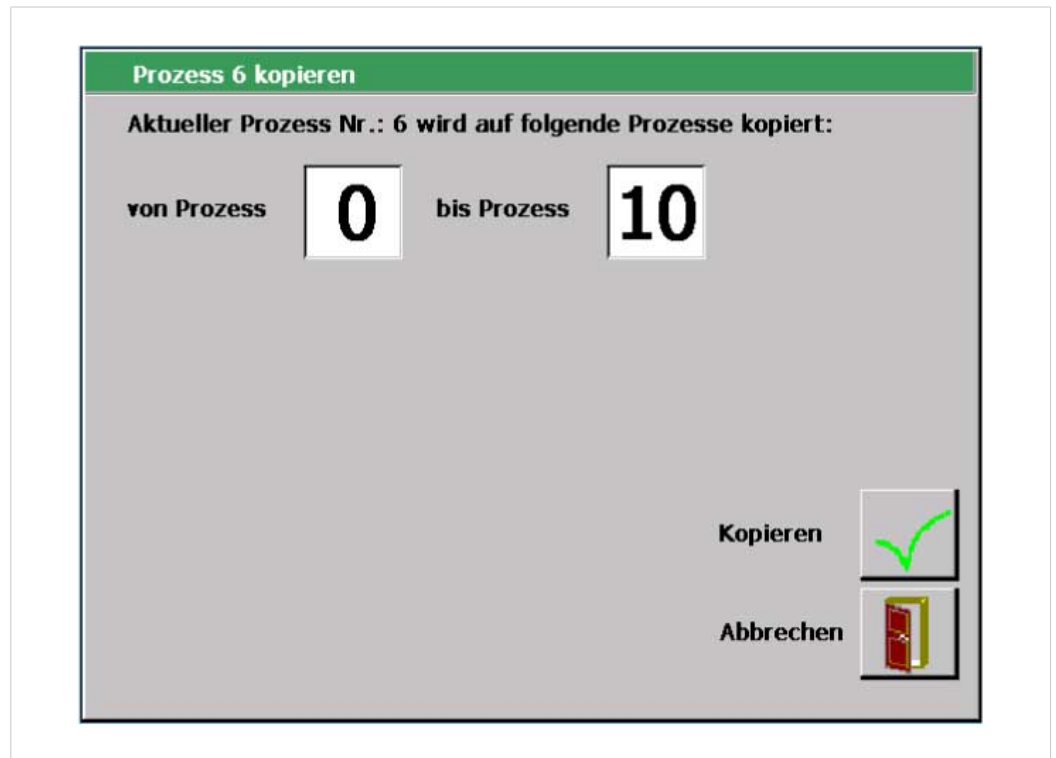 Prozess 6 kopieren
Aktueller Prozess Nr.: 6 wird auf folgende Prozesse kopiert:
von Prozess 0 bis Prozess 10
Kopieren
Abbrechen